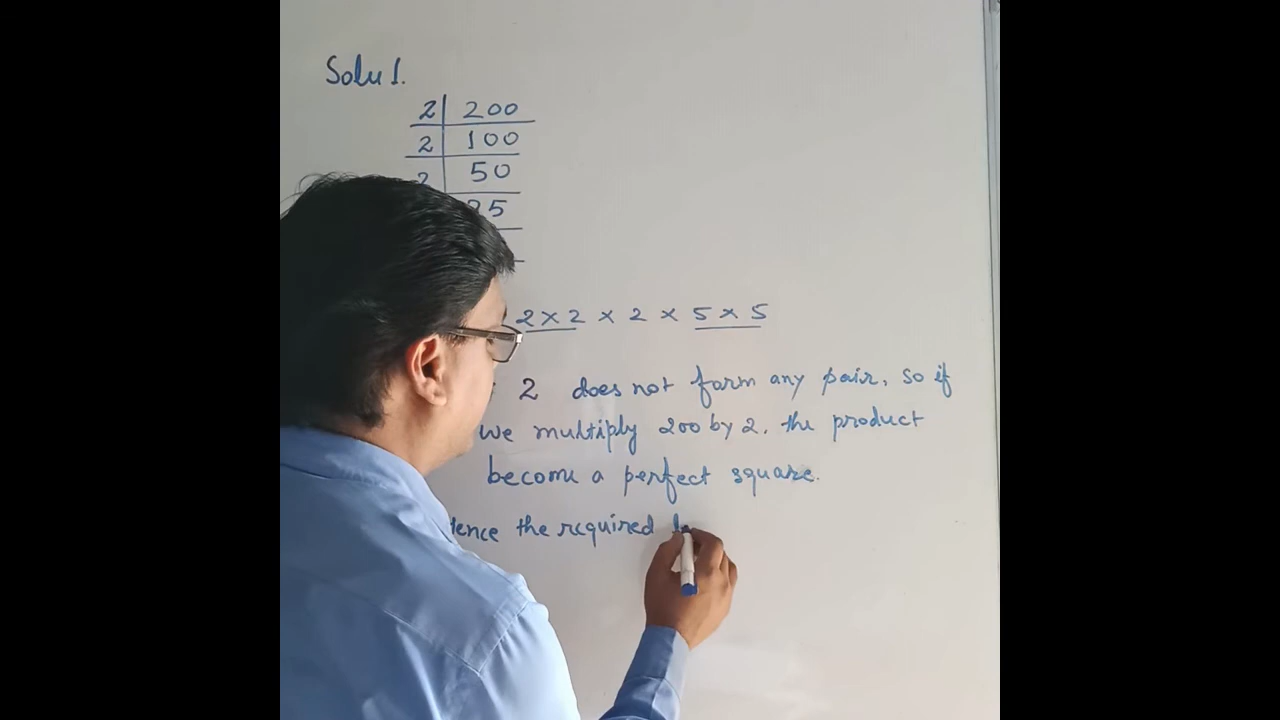 Solu 1.
2 | 200
2 | 100
2 | 50
25
2 × 2 × 2 × 5 × 5
2 does not form any pair, so if
we multiply 200 by 2, the product
become a perfect square.
Hence the required